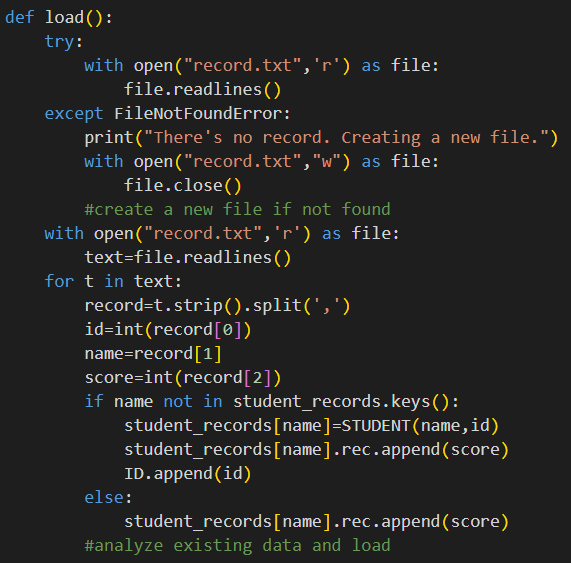 def load():
    try:
        with open("record.txt",'r') as file:
            file.readlines()
    except FileNotFoundError:
        print("There's no record. Creating a new file.")
        with open("record.txt","w") as file:
            file.close()
        #create a new file if not found
    with open("record.txt",'r') as file:
        text=file.readlines()
    for t in text:
        record=t.strip().split(',')
        id=int(record[0])
        name=record[1]
        score=int(record[2])
        if name not in student_records.keys():
            student_records[name]=STUDENT(name,id)
            student_records[name].rec.append(score)
            ID.append(id)
        else:
            student_records[name].rec.append(score)
        #analyze existing data and load